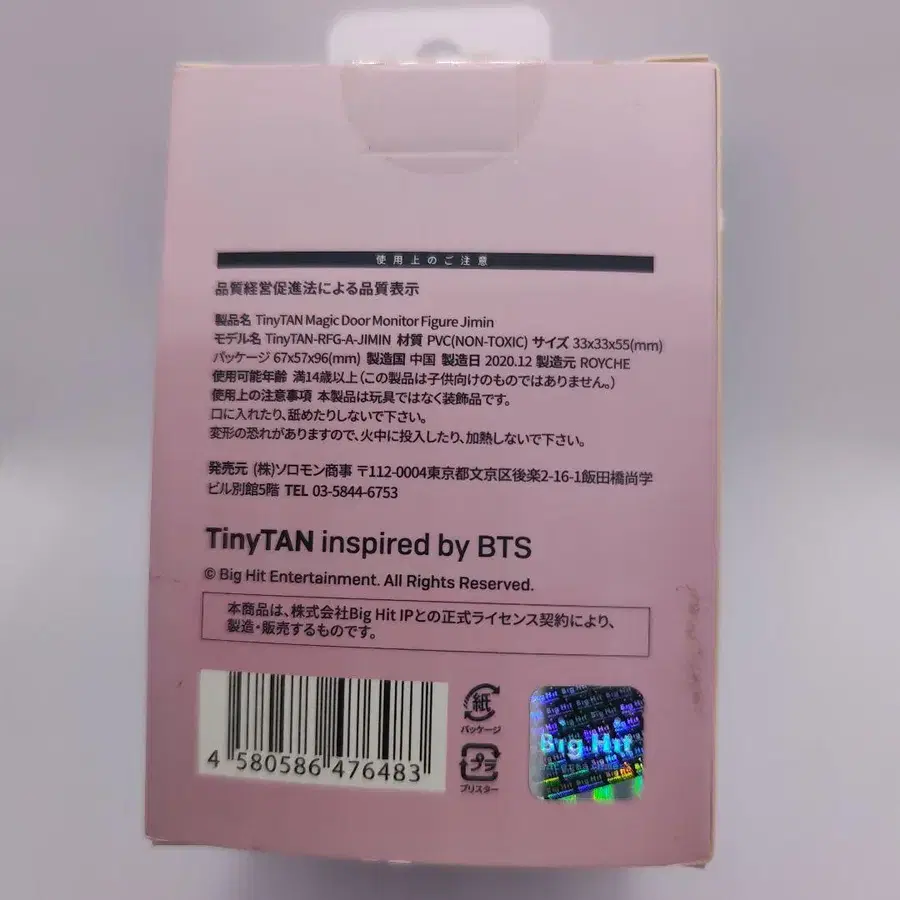 使用上のご注意
品質経営促進法による品質表示
製品名 TinyTAN Magic Door Monitor Figure Jimin
モデル名 TinyTAN-RFG-A-JIMIN 材質 PVC(NON-TOXIC) サイズ 33x33x55(mm)
パッケージ 67x57x96(mm) 製造国 中国 製造日 2020.12 製造元 ROYCHE
使用可能年齢 満14歳以上(この製品は子供向けのものではありません。)
使用上の注意事項 本製品は玩具ではなく装飾品です。
口に入れたり、舐めたりしないで下さい。
変形の恐れがありますので、火中に投入したり、加熱しないで下さい。
発売元 (株)ソロモン商事 〒112-0004東京都文京区後楽2-16-1飯田橋尚学
ビル別館5階 TEL 03-5844-6753
TinyTAN inspired by BTS
© Big Hit Entertainment. All Rights Reserved.
本商品は、株式会社Big Hit IPとの正式ライセンス契約により、
製造・販売するものです。
4 580586 476483
紙
パッケージ
プラ
ブリスター
Big Hit